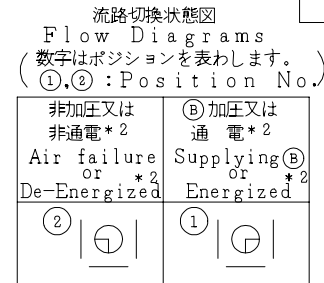 流路切換状態図
Flow Diagrams
(数字はポジションを表わします。
①,②:Position No.)
非加圧又は
非通電*2
Air failure
or *2
De-Energized
Ⓑ加圧又は
通 電*2
Supplying Ⓑ
or *2
Energized
②
①